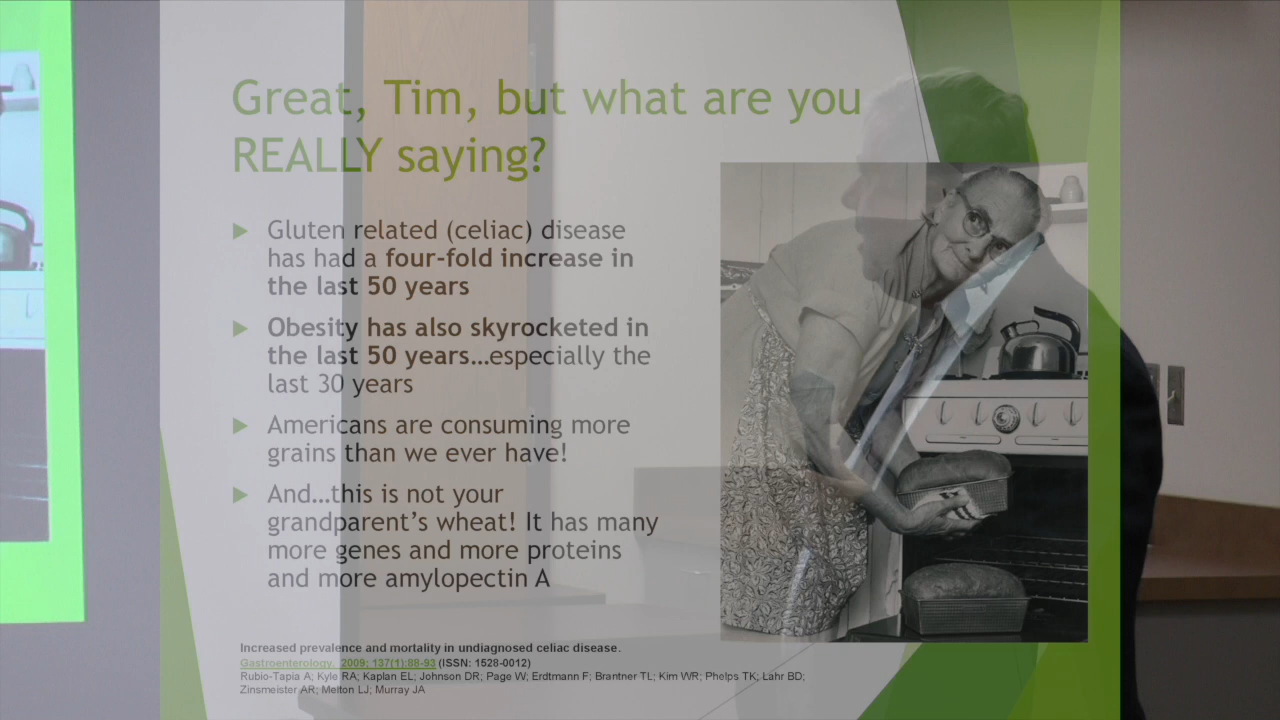 Great, Tim, but what are you
REALLY saying?
Gluten related (celiac) disease
has had a four-fold increase in
the last 50 years
Obesity has also skyrocketed in
the last 50 years…especially the
last 30 years
Americans are consuming more
grains than we ever have!
And…this is not your
grandparent’s wheat! It has many
more genes and more proteins
and more amylopectin A
Increased prevalence and mortality in undiagnosed celiac disease.
Gastroenterology. 2009; 137(1):88-93 (ISSN: 1528-0012)
Rubio-Tapia A; Kyle RA; Kaplan EL; Johnson DR; Page W; Erdtmann F; Brantner TL; Kim WR; Phelps TK; Lahr BD;
Zinsmeister AR; Melton LJ; Murray JA